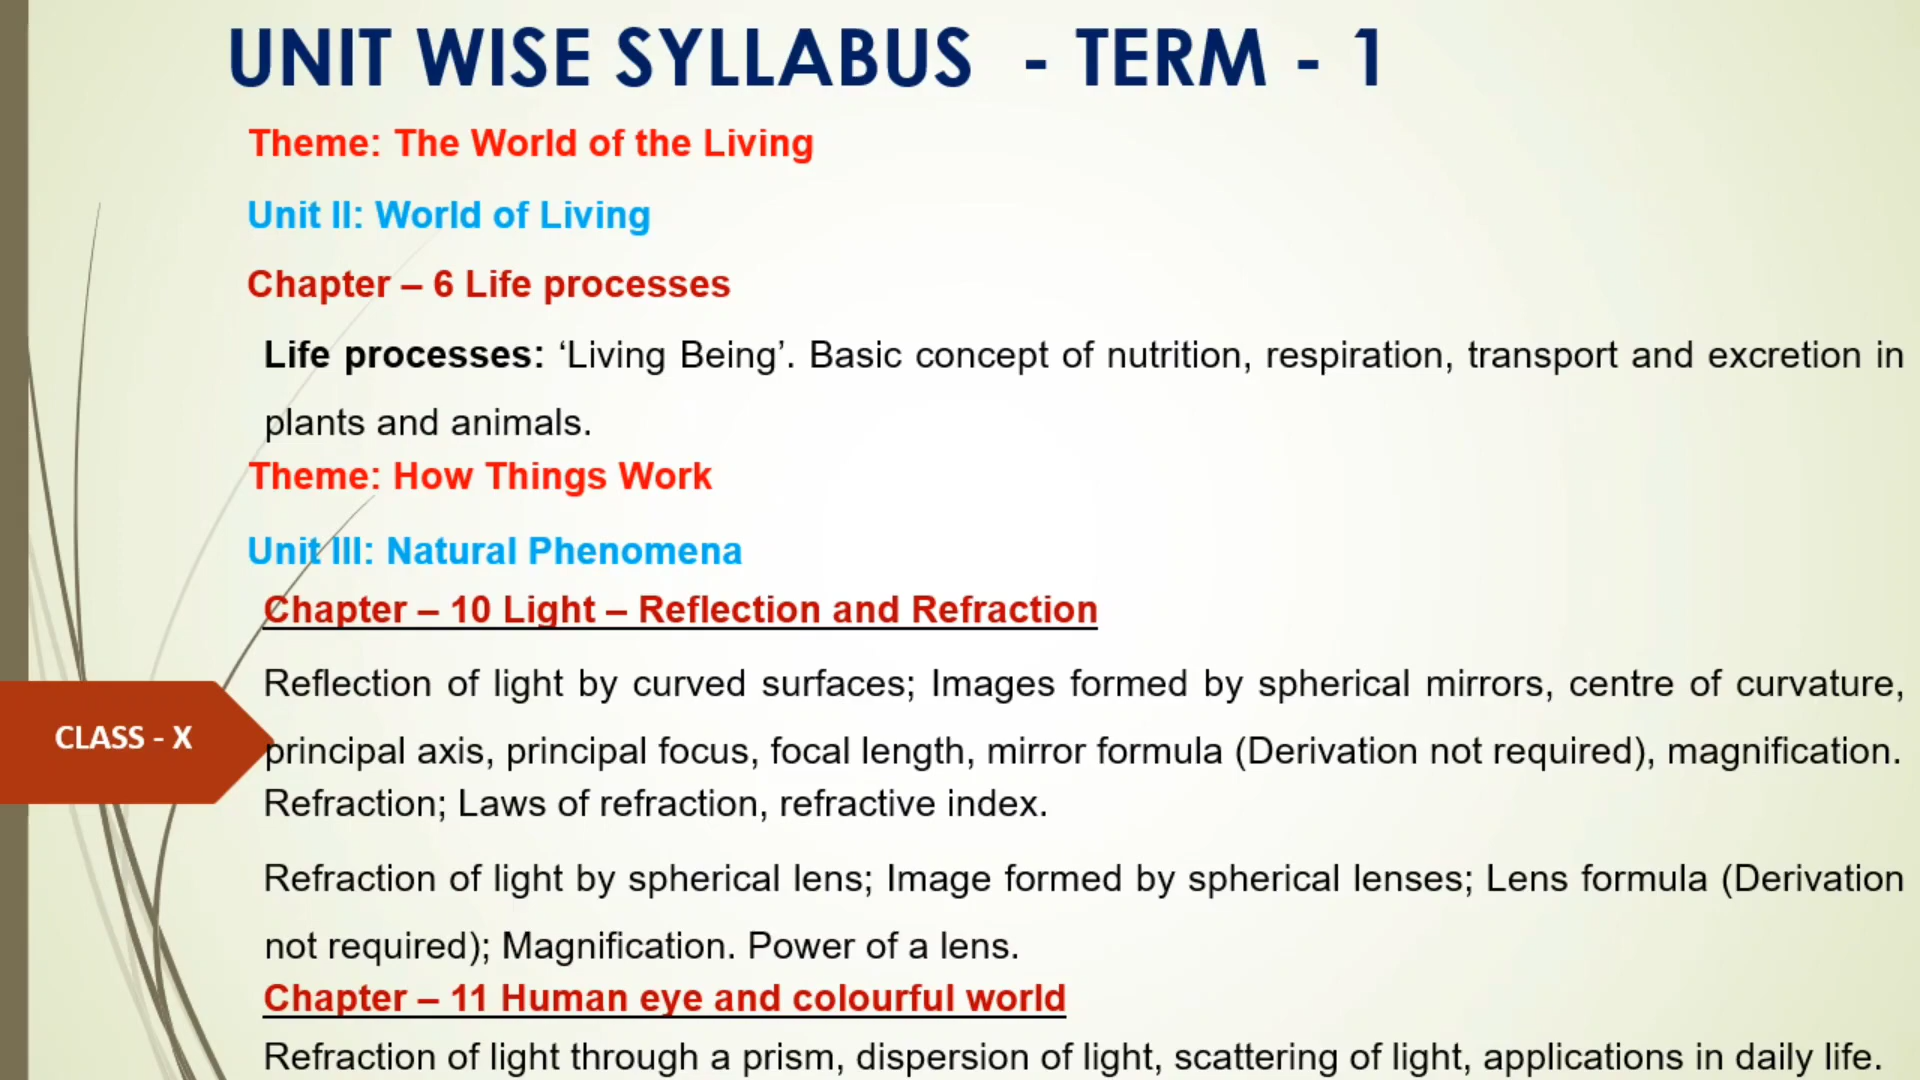 UNIT WISE SYLLABUS - TERM - 1
Theme: The World of the Living
Unit II: World of Living
Chapter – 6 Life processes
Life processes: ‘Living Being’. Basic concept of nutrition, respiration, transport and excretion in
plants and animals.
Theme: How Things Work
Unit III: Natural Phenomena
Chapter – 10 Light – Reflection and Refraction
Reflection of light by curved surfaces; Images formed by spherical mirrors, centre of curvature,
CLASS - X
principal axis, principal focus, focal length, mirror formula (Derivation not required), magnification.
Refraction; Laws of refraction, refractive index.
Refraction of light by spherical lens; Image formed by spherical lenses; Lens formula (Derivation
not required); Magnification. Power of a lens.
Chapter – 11 Human eye and colourful world
Refraction of light through a prism, dispersion of light, scattering of light, applications in daily life.